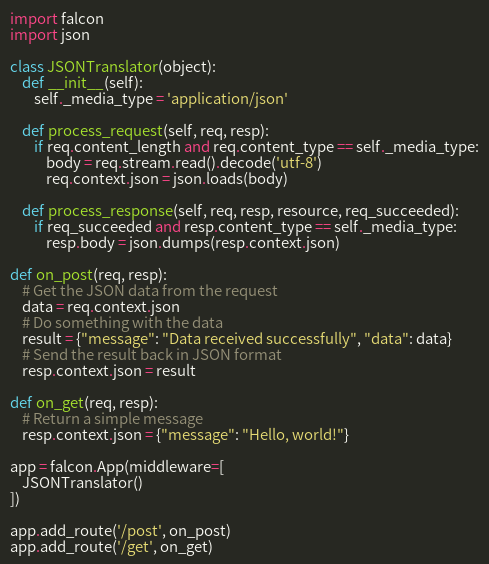 import falcon
import json

class JSONTranslator(object):
    def __init__(self):
        self._media_type = 'application/json'

    def process_request(self, req, resp):
        if req.content_length and req.content_type == self._media_type:
            body = req.stream.read().decode('utf-8')
            req.context.json = json.loads(body)

    def process_response(self, req, resp, resource, req_succeeded):
        if req_succeeded and resp.content_type == self._media_type:
            resp.body = json.dumps(resp.context.json)

def on_post(req, resp):
    # Get the JSON data from the request
    data = req.context.json
    # Do something with the data
    result = {"message": "Data received successfully", "data": data}
    # Send the result back in JSON format
    resp.context.json = result

def on_get(req, resp):
    # Return a simple message
    resp.context.json = {"message": "Hello, world!"}

app = falcon.App(middleware=[
    JSONTranslator()
])

app.add_route('/post', on_post)
app.add_route('/get', on_get)